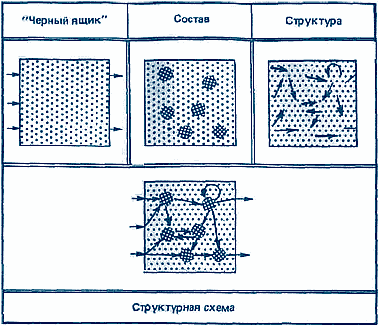 "Черный ящик"
Состав
Структура
Структурная схема